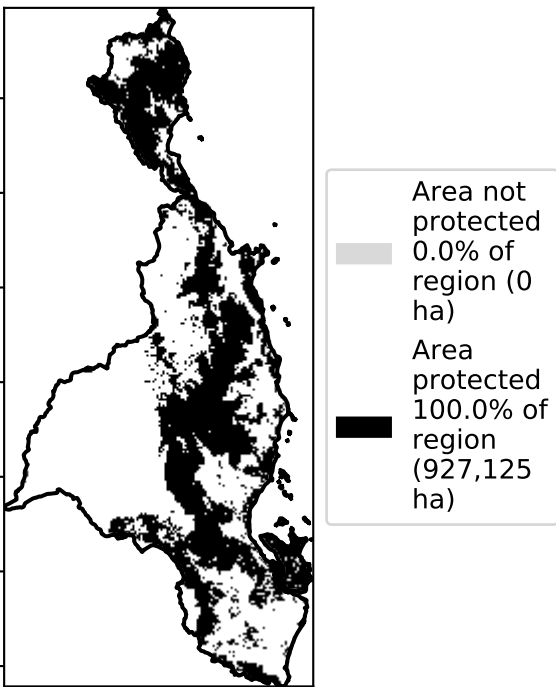 Area not
protected
0.0% of
region (0
ha)
Area
protected
100.0% of
region
(927,125
ha)